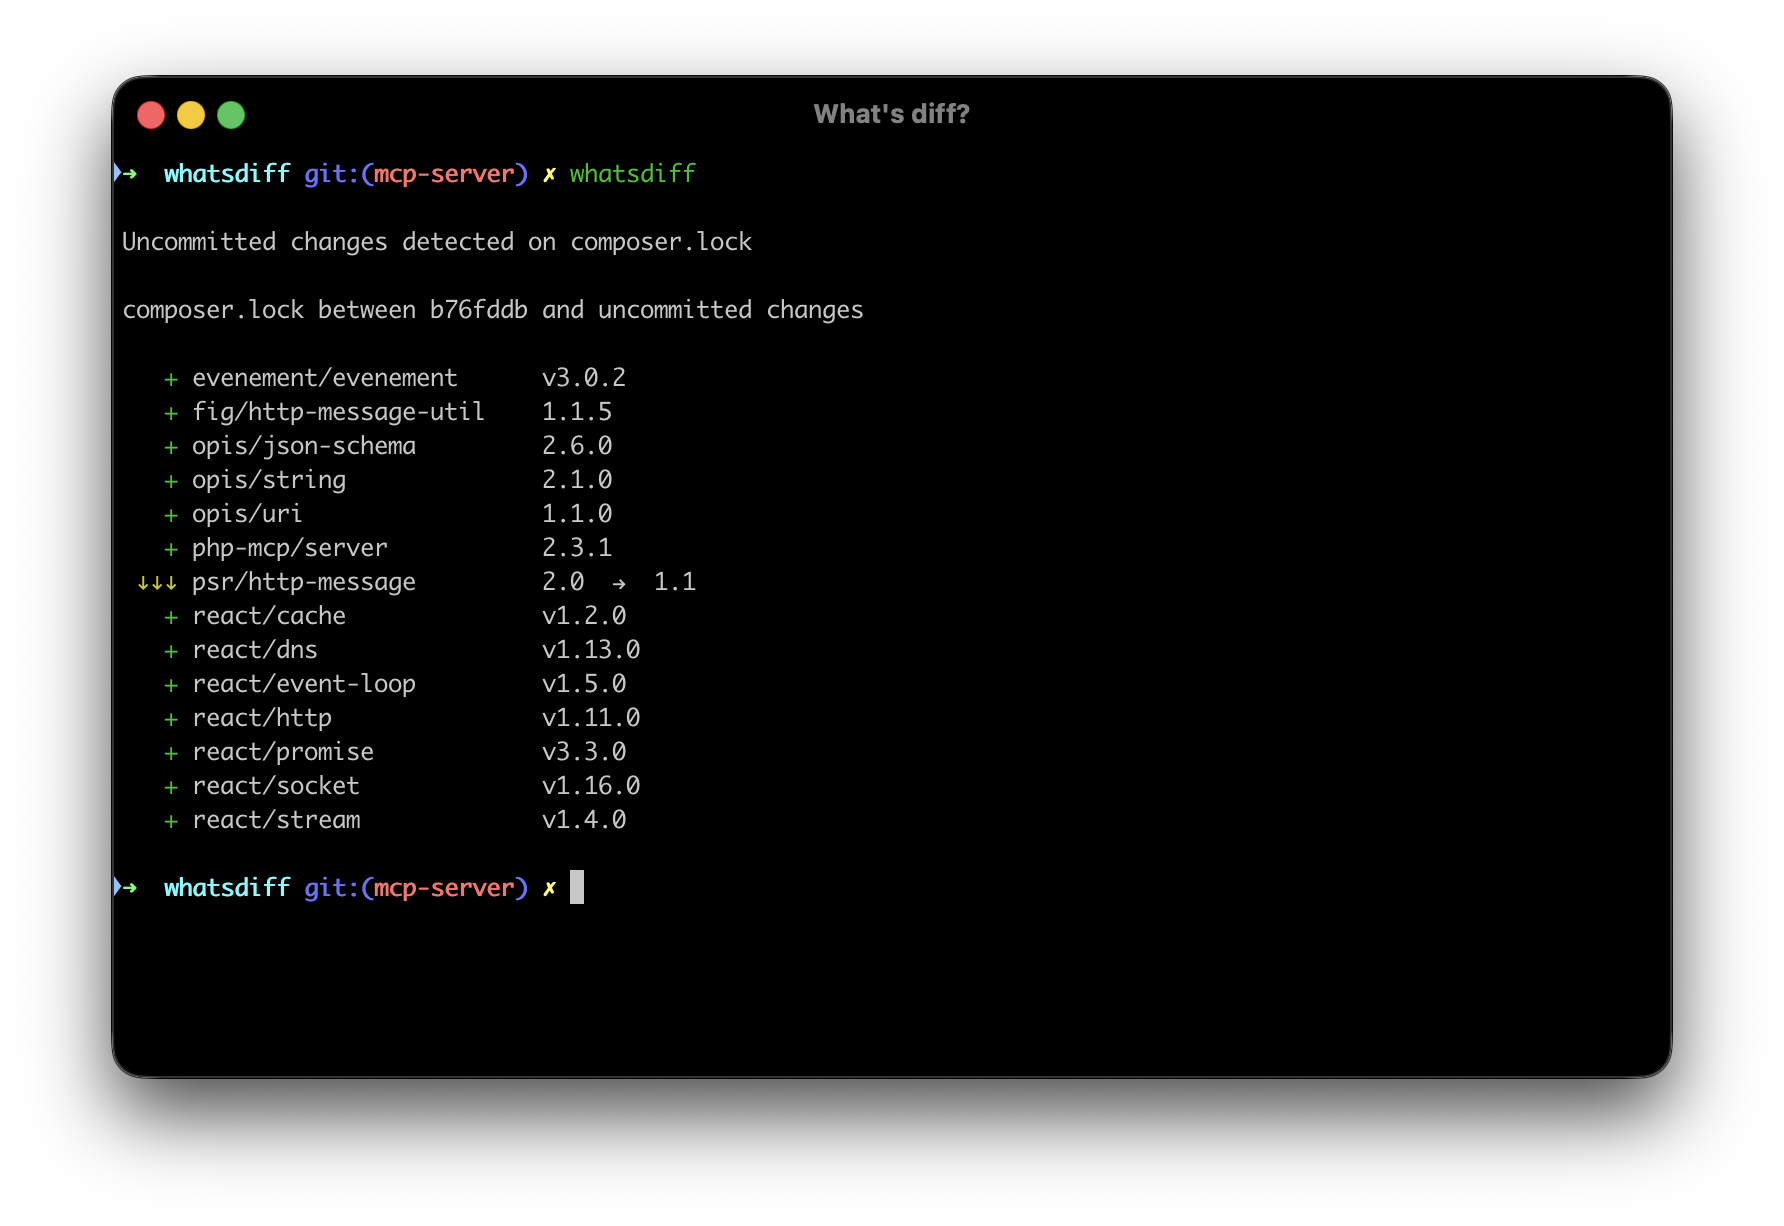 What's diff?
➜  whatsdiff git:(mcp-server) ✗ whatsdiff
Uncommitted changes detected on composer.lock
composer.lock between b76fddb and uncommitted changes
+ evenement/evenement      v3.0.2
+ fig/http-message-util    1.1.5
+ opis/json-schema         2.6.0
+ opis/string              2.1.0
+ opis/uri                 1.1.0
+ php-mcp/server           2.3.1
↓↓↓ psr/http-message         2.0  →  1.1
+ react/cache              v1.2.0
+ react/dns                v1.13.0
+ react/event-loop         v1.5.0
+ react/http               v1.11.0
+ react/promise            v3.3.0
+ react/socket             v1.16.0
+ react/stream             v1.4.0
➜  whatsdiff git:(mcp-server) ✗